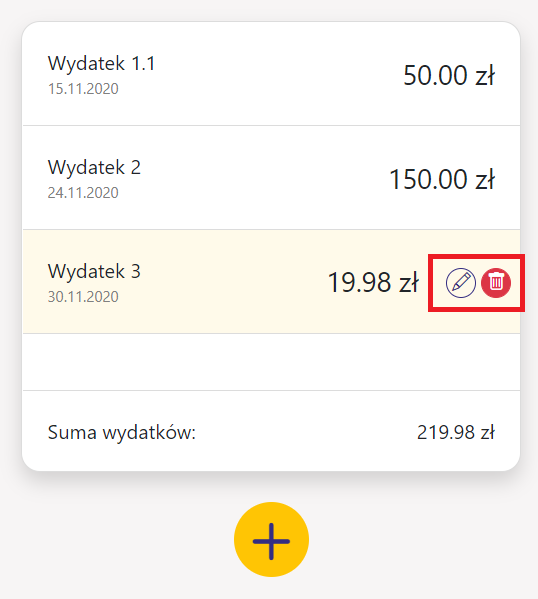 Wydatek 1.1
50.00 zł
15.11.2020
Wydatek 2
150.00 zł
24.11.2020
Wydatek 3
19.98 zł
30.11.2020
Suma wydatków:
219.98 zł